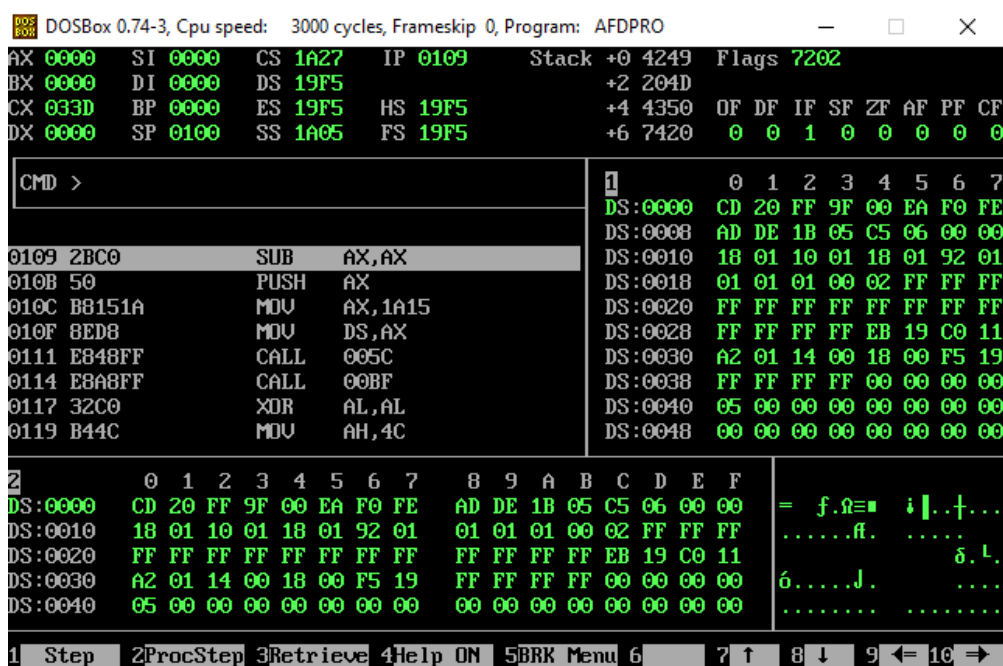 DOSBox 0.74-3, Cpu speed: 3000 cycles, Frameskip 0, Program: AFDPRO
AX 0000 SI 0000 CS 1A27 IP 0109 Stack +0 4249 Flags 7202
BX 0000 DI 0000 DS 19F5 +2 204D
CX 033D BP 0000 ES 19F5 HS 19F5 +4 4350 OF DF IF SF ZF AF PF CF
DX 0000 SP 0100 SS 1A05 FS 19F5 +6 7420 0 0 1 0 0 0 0 0
CMD >
1 0 1 2 3 4 5 6 7
DS:0000 CD 20 FF 9F 00 EA F0 FE
DS:0008 AD DE 1B 05 C5 06 00 00
DS:0010 18 01 10 01 18 01 92 01
DS:0018 01 01 01 00 02 FF FF FF
DS:0020 FF FF FF FF FF FF FF FF
DS:0028 FF FF FF FF EB 19 C0 11
DS:0030 A2 01 14 00 18 00 F5 19
DS:0038 FF FF FF FF 00 00 00 00
DS:0040 05 00 00 00 00 00 00 00
DS:0048 00 00 00 00 00 00 00 00
0109 2BC0 SUB AX,AX
010B 50 PUSH AX
010C B8151A MOV AX,1A15
010F 8ED8 MOV DS,AX
0111 E848FF CALL 005C
0114 E8A8FF CALL 00BF
0117 32C0 XOR AL,AL
0119 B44C MOV AH,4C
2 0 1 2 3 4 5 6 7 8 9 A B C D E F
DS:0000 CD 20 FF 9F 00 EA F0 FE AD DE 1B 05 C5 06 00 00 = ƒ.Ω≡■ ¡▐..┼...
DS:0010 18 01 10 01 18 01 92 01 01 01 01 00 02 FF FF FF ......Æ. .....
DS:0020 FF FF FF FF FF FF FF FF FF FF FF FF EB 19 C0 11 δ.└.
DS:0030 A2 01 14 00 18 00 F5 19 FF FF FF FF 00 00 00 00 ó.....⌡. ....
DS:0040 05 00 00 00 00 00 00 00 00 00 00 00 00 00 00 00 ........ ........
1 Step 2ProcStep 3Retrieve 4Help ON 5BRK Menu 6 7 ↑ 8 ↓ 9 ⇐ 10 ⇒